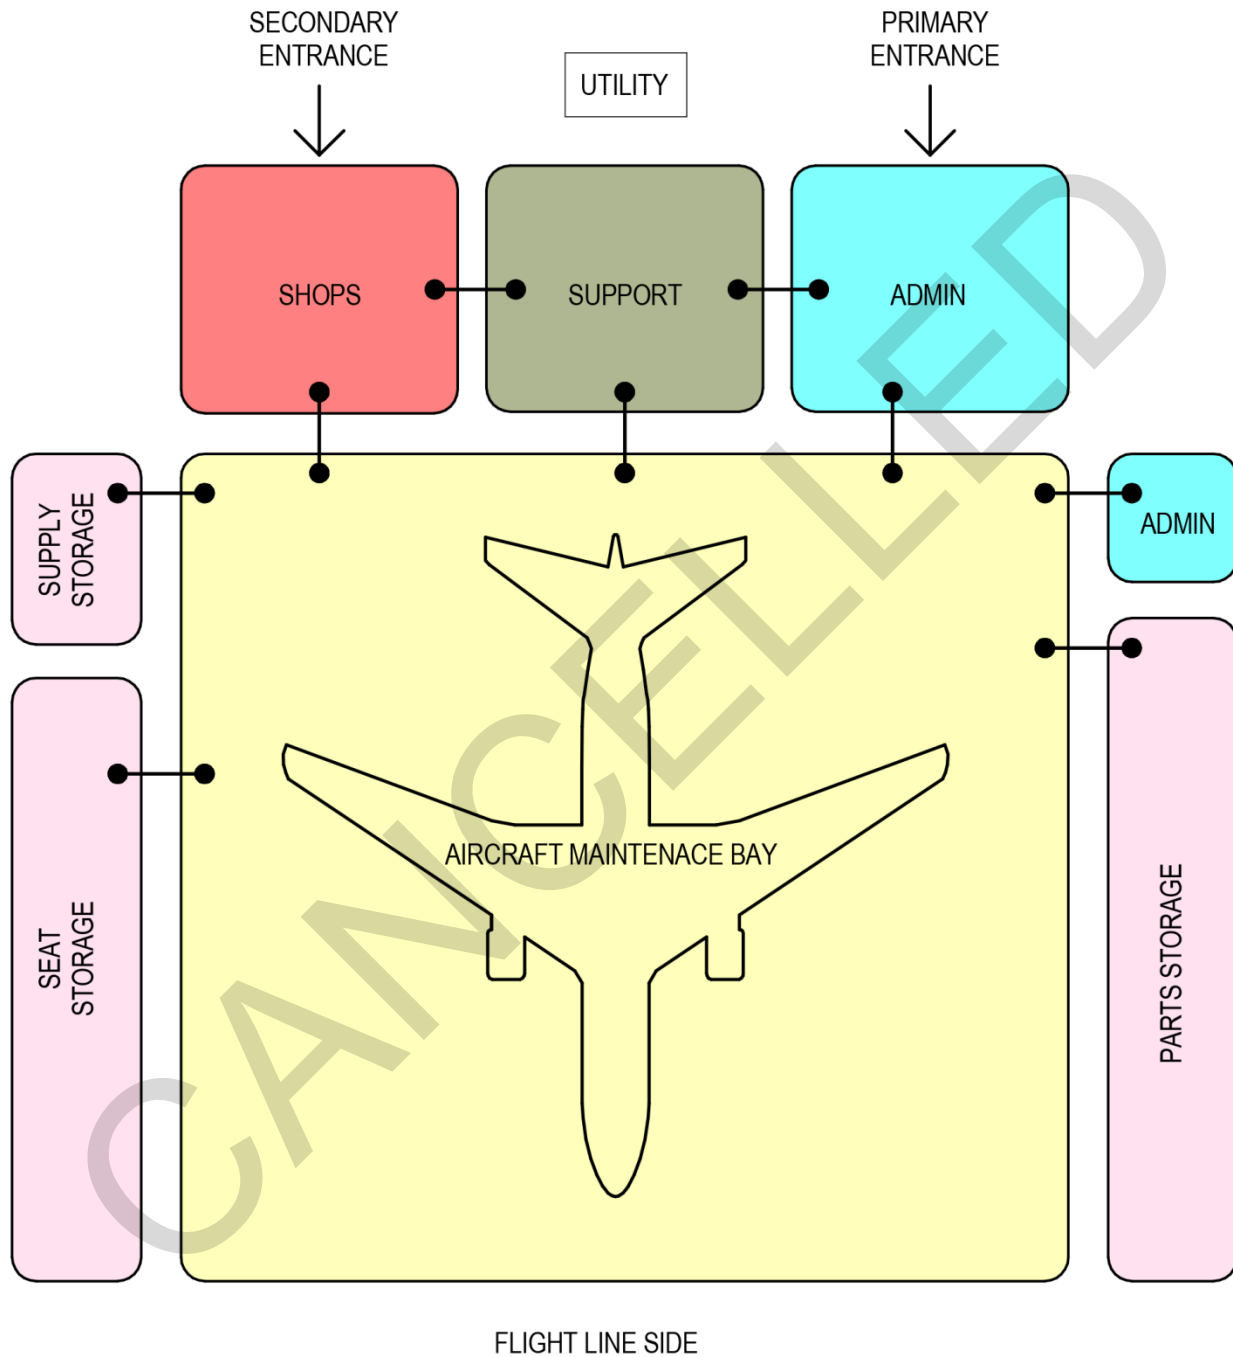 SECONDARY
ENTRANCE
PRIMARY
ENTRANCE
UTILITY
SHOPS
SUPPORT
ADMIN
SUPPLY
STORAGE
ADMIN
AIRCRAFT MAINTENACE BAY
SEAT
STORAGE
PARTS STORAGE
CANCELLED
FLIGHT LINE SIDE